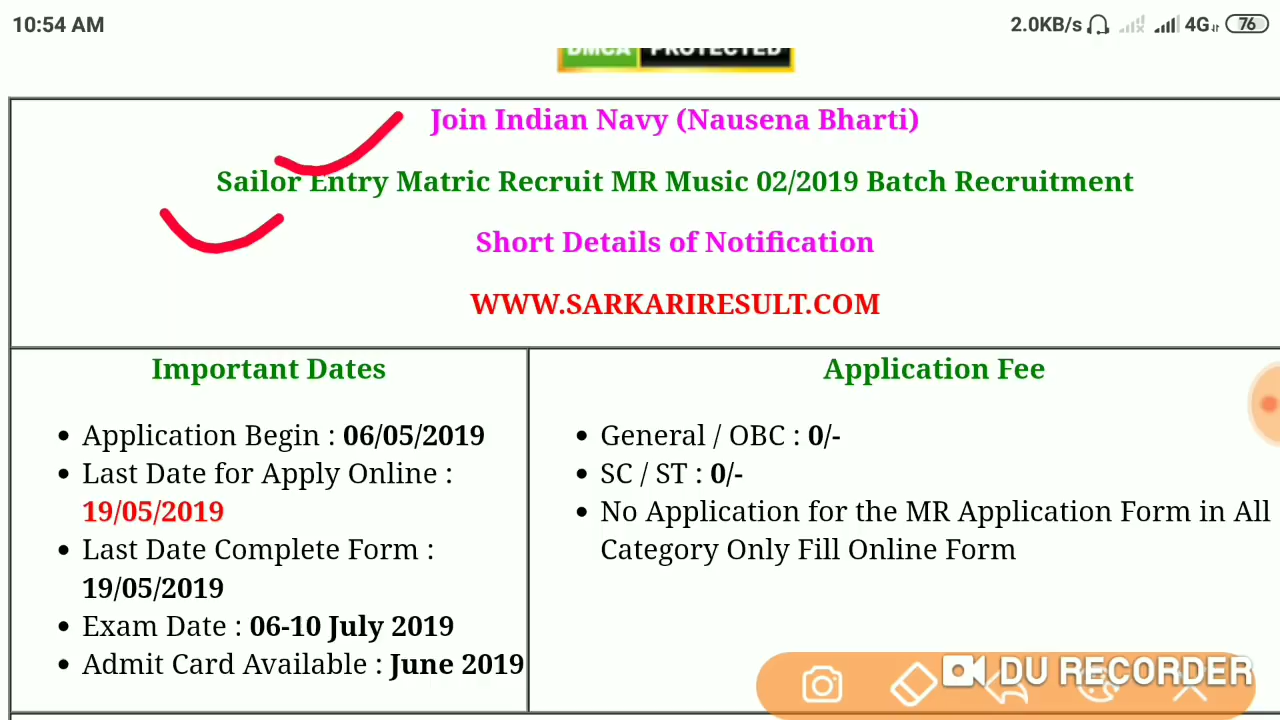 10:54 AM
2.0KB/s 4G 76
DMCA PROTECTED
Join Indian Navy (Nausena Bharti)
Sailor Entry Matric Recruit MR Music 02/2019 Batch Recruitment
Short Details of Notification
WWW.SARKARIRESULT.COM
Important Dates
Application Begin : 06/05/2019
Last Date for Apply Online :
19/05/2019
Last Date Complete Form :
19/05/2019
Exam Date : 06-10 July 2019
Admit Card Available : June 2019
Application Fee
General / OBC : 0/-
SC / ST : 0/-
No Application for the MR Application Form in All
Category Only Fill Online Form
DU RECORDER